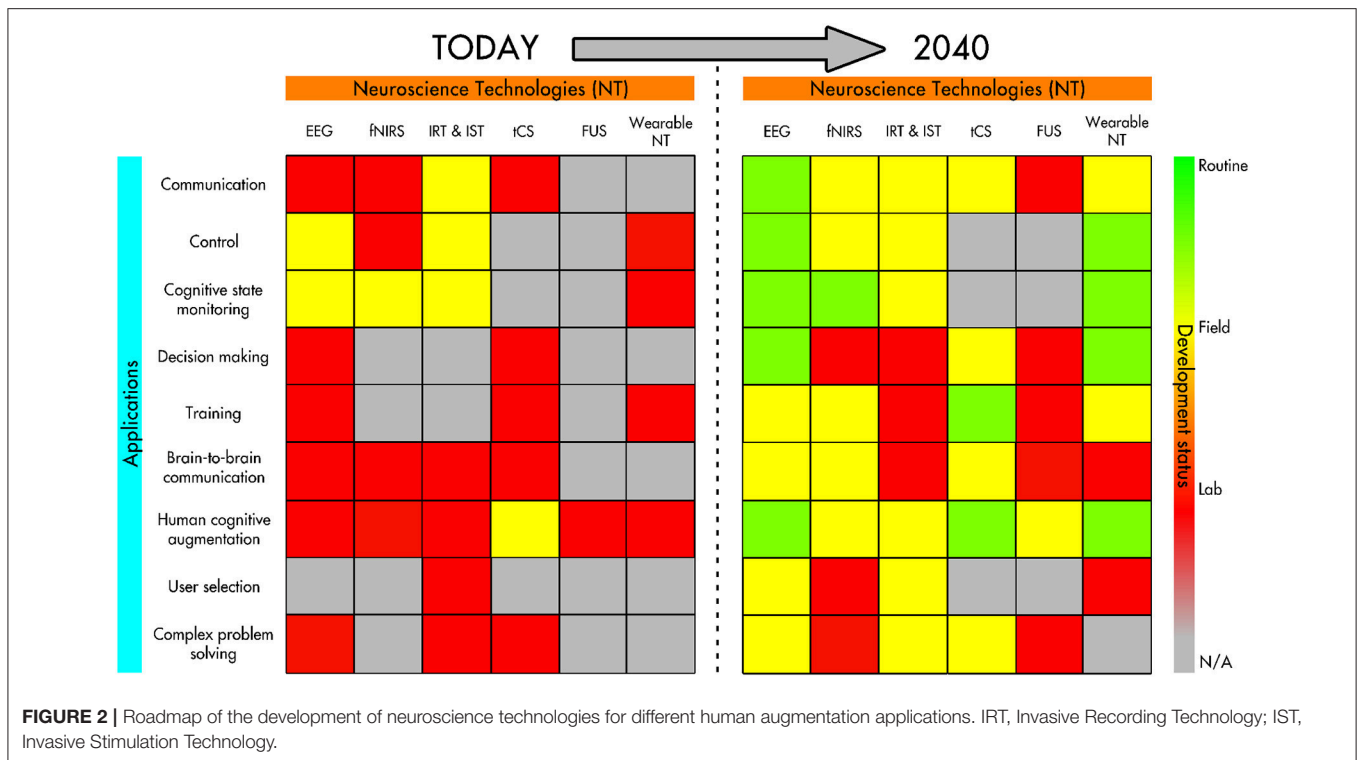 TODAY
2040
Neuroscience Technologies (NT)
Neuroscience Technologies (NT)
EEG
fNIRS
IRT & IST
tCS
FUS
Wearable
NT
EEG
fNIRS
IRT & IST
tCS
FUS
Wearable
NT
Applications
Communication
Control
Cognitive state
monitoring
Decision making
Training
Brain-to-brain
communication
Human cognitive
augmentation
User selection
Complex problem
solving
Routine
Field
Lab
N/A
Development status
FIGURE 2 | Roadmap of the development of neuroscience technologies for different human augmentation applications. IRT, Invasive Recording Technology; IST,
Invasive Stimulation Technology.